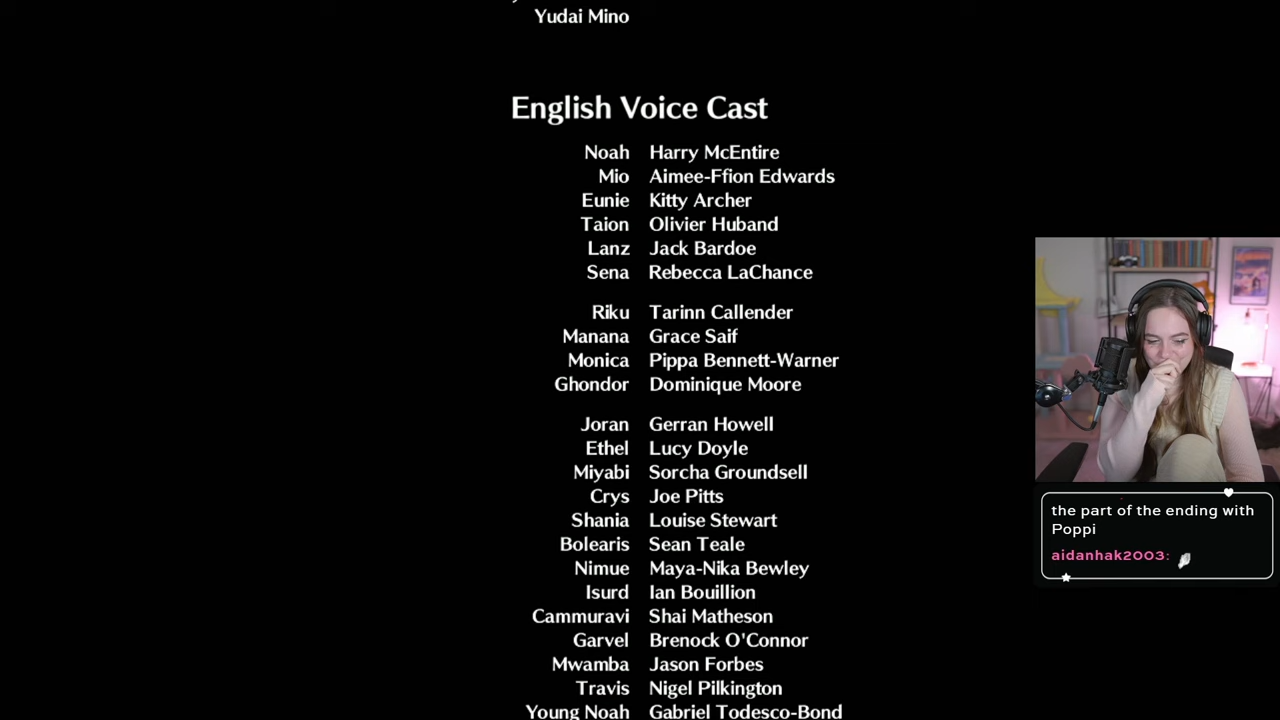 Yudai Mino
English Voice Cast
Noah Harry McEntire
Mio Aimee-Ffion Edwards
Eunie Kitty Archer
Taion Olivier Huband
Lanz Jack Bardoe
Sena Rebecca LaChance
Riku Tarinn Callender
Manana Grace Saif
Monica Pippa Bennett-Warner
Ghondor Dominique Moore
Joran Gerran Howell
Ethel Lucy Doyle
Miyabi Sorcha Groundsell
Crys Joe Pitts
Shania Louise Stewart
Bolearis Sean Teale
Nimue Maya-Nika Bewley
Isurd Ian Bouillion
Cammuravi Shai Matheson
Garvel Brenock O'Connor
Mwamba Jason Forbes
Travis Nigel Pilkington
Young Noah Gabriel Todesco-Bond
the part of the ending with
Poppi
aidanhak2003: